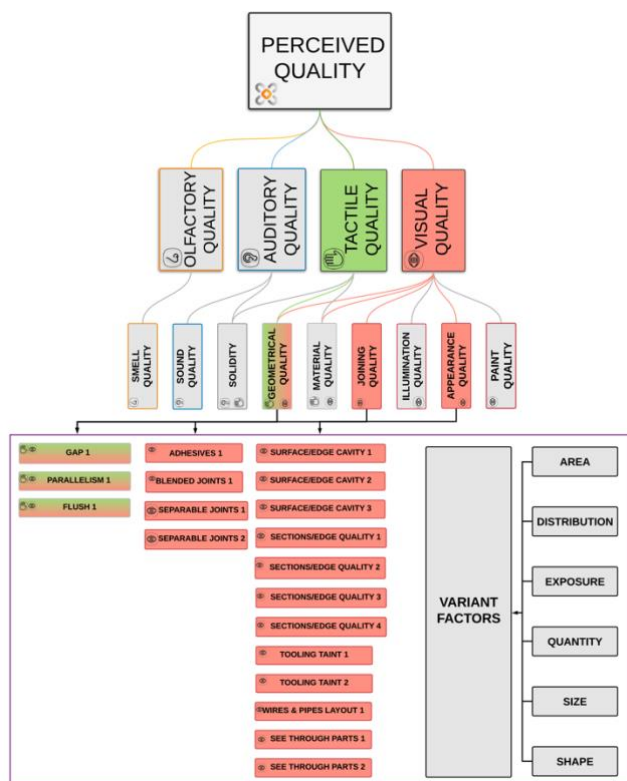 PERCEIVED
QUALITY
OLFACTORY
QUALITY
AUDITORY
QUALITY
TACTILE
QUALITY
VISUAL
QUALITY
SMELL
QUALITY
SOUND
QUALITY
SOLIDITY
GEOMETRICAL
QUALITY
MATERIAL
QUALITY
JOINING
QUALITY
ILLUMINATION
QUALITY
APPEARANCE
QUALITY
PAINT
QUALITY
GAP 1
PARALLELISM 1
FLUSH 1
ADHESIVES 1
BLENDED JOINTS 1
SEPARABLE JOINTS 1
SEPARABLE JOINTS 2
SURFACE/EDGE CAVITY 1
SURFACE/EDGE CAVITY 2
SURFACE/EDGE CAVITY 3
SECTIONS/EDGE QUALITY 1
SECTIONS/EDGE QUALITY 2
SECTIONS/EDGE QUALITY 3
SECTIONS/EDGE QUALITY 4
TOOLING TAINT 1
TOOLING TAINT 2
WIRES & PIPES LAYOUT 1
SEE THROUGH PARTS 1
SEE THROUGH PARTS 2
VARIANT
FACTORS
AREA
DISTRIBUTION
EXPOSURE
QUANTITY
SIZE
SHAPE